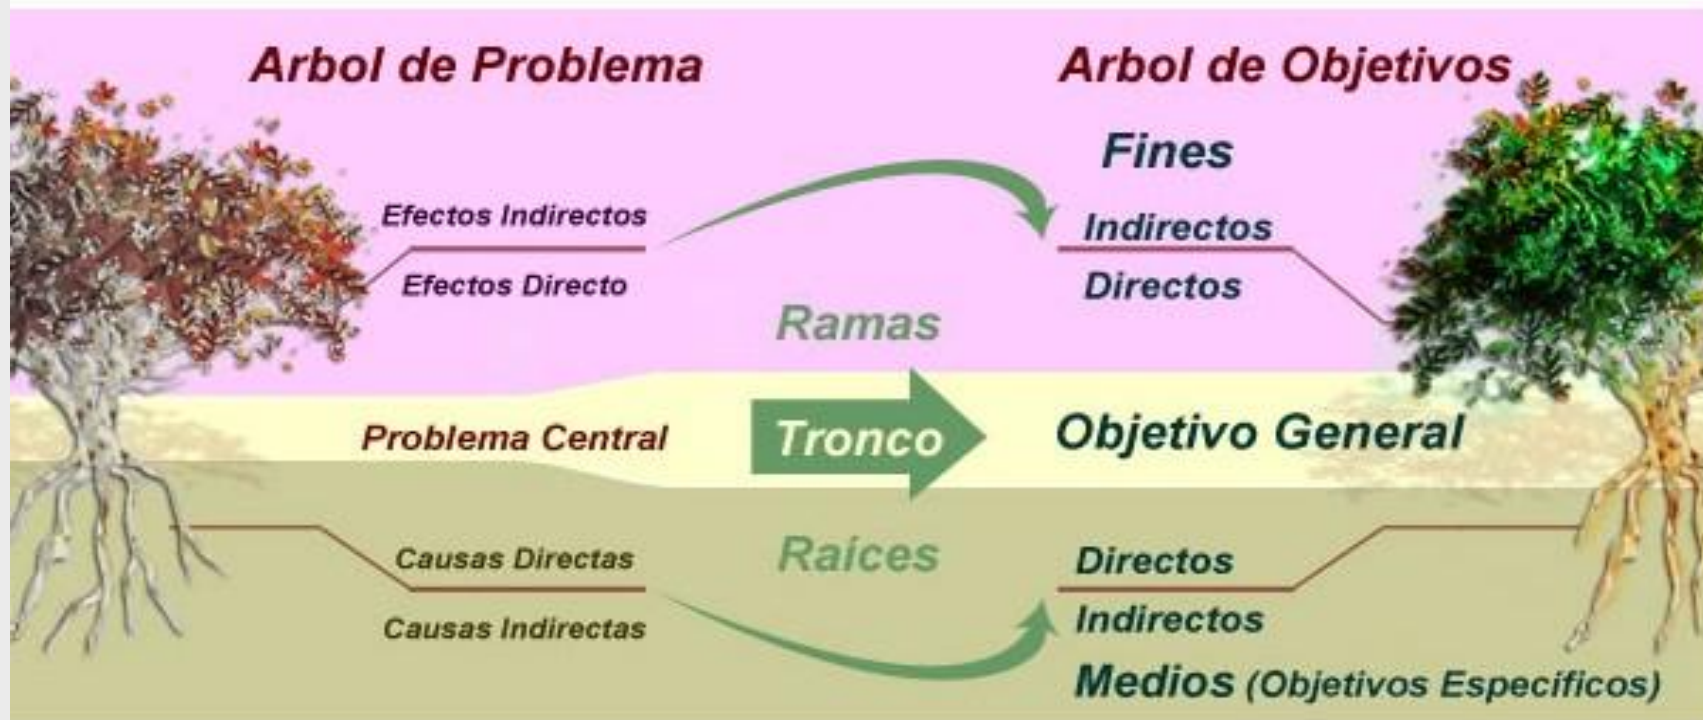 Arbol de Problema
Arbol de Objetivos
Fines
Efectos Indirectos
Indirectos
Efectos Directo
Directos
Ramas
Problema Central
Tronco
Objetivo General
Raíces
Causas Directas
Directos
Causas Indirectas
Indirectos
Medios (Objetivos Específicos)